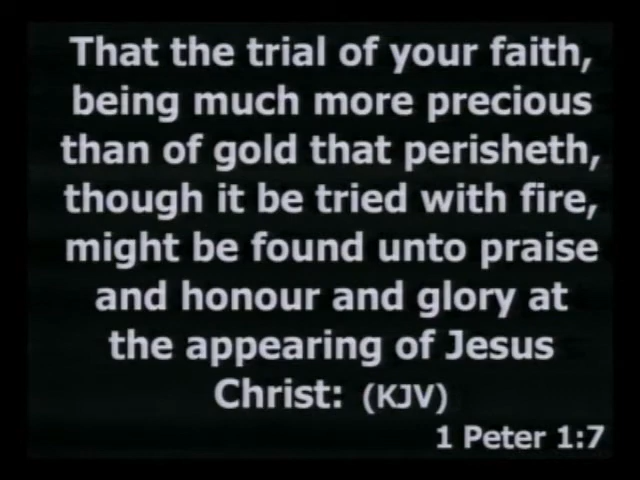 That the trial of your faith,
being much more precious
than of gold that perisheth,
though it be tried with fire,
might be found unto praise
and honour and glory at
the appearing of Jesus
Christ: (KJV)
1 Peter 1:7